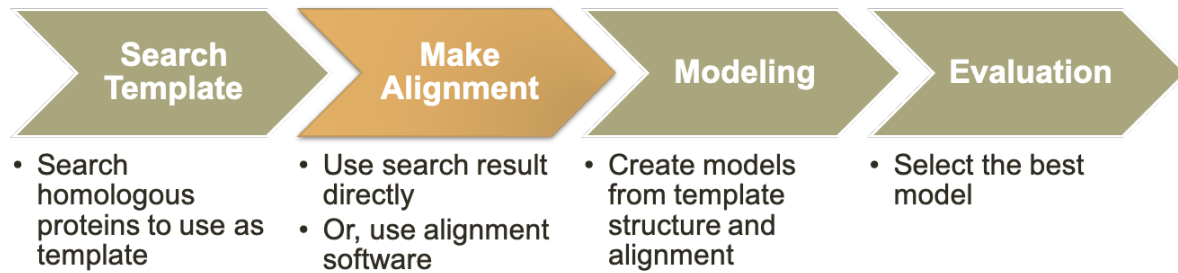 Search
Template
Make
Alignment
Modeling
Evaluation
• Search
homologous
proteins to use as
template
• Use search result
directly
• Or, use alignment
software
• Create models
from template
structure and
alignment
• Select the best
model